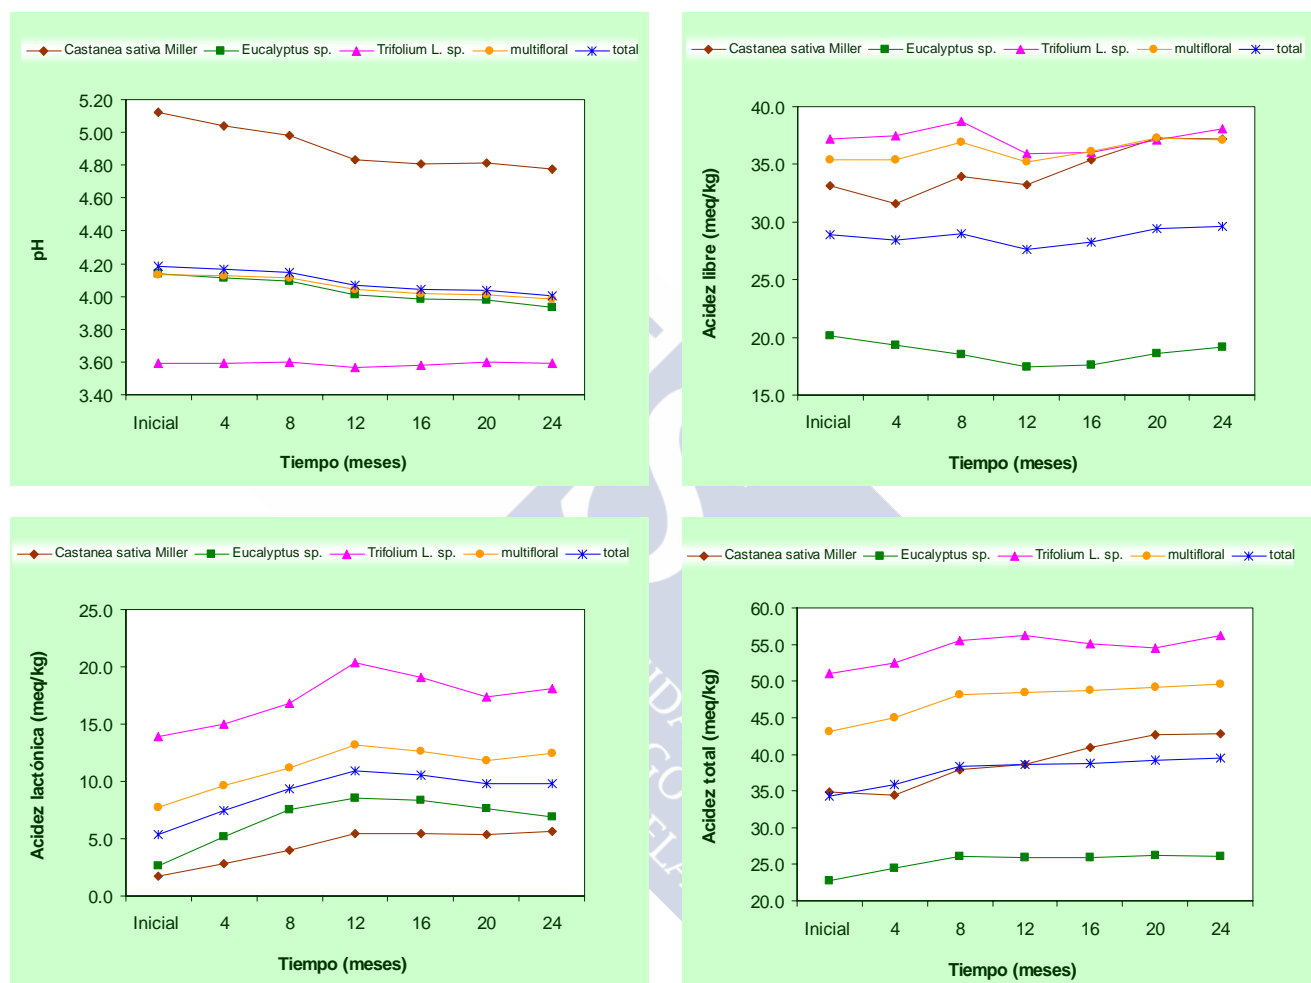 Castanea sativa Miller Eucalyptus sp. Trifolium L. sp. multifloral total
5.20
5.00
4.80
4.60
4.40
4.20
4.00
3.80
3.60
3.40
pH
Inicial 4 8 12 16 20 24
Tiempo (meses)
Castanea sativa Miller Eucalyptus sp. Trifolium L. sp. multifloral total
40.0
35.0
30.0
25.0
20.0
15.0
Acidez libre (meq/kg)
Inicial 4 8 12 16 20 24
Tiempo (meses)
Castanea sativa Miller Eucalyptus sp. Trifolium L. sp. multifloral total
25.0
20.0
15.0
10.0
5.0
0.0
Acidez lactónica (meq/kg)
Inicial 4 8 12 16 20 24
Tiempo (meses)
Castanea sativa Miller Eucalyptus sp. Trifolium L. sp. multifloral total
60.0
55.0
50.0
45.0
40.0
35.0
30.0
25.0
20.0
Acidez total (meq/kg)
Inicial 4 8 12 16 20 24
Tiempo (meses)